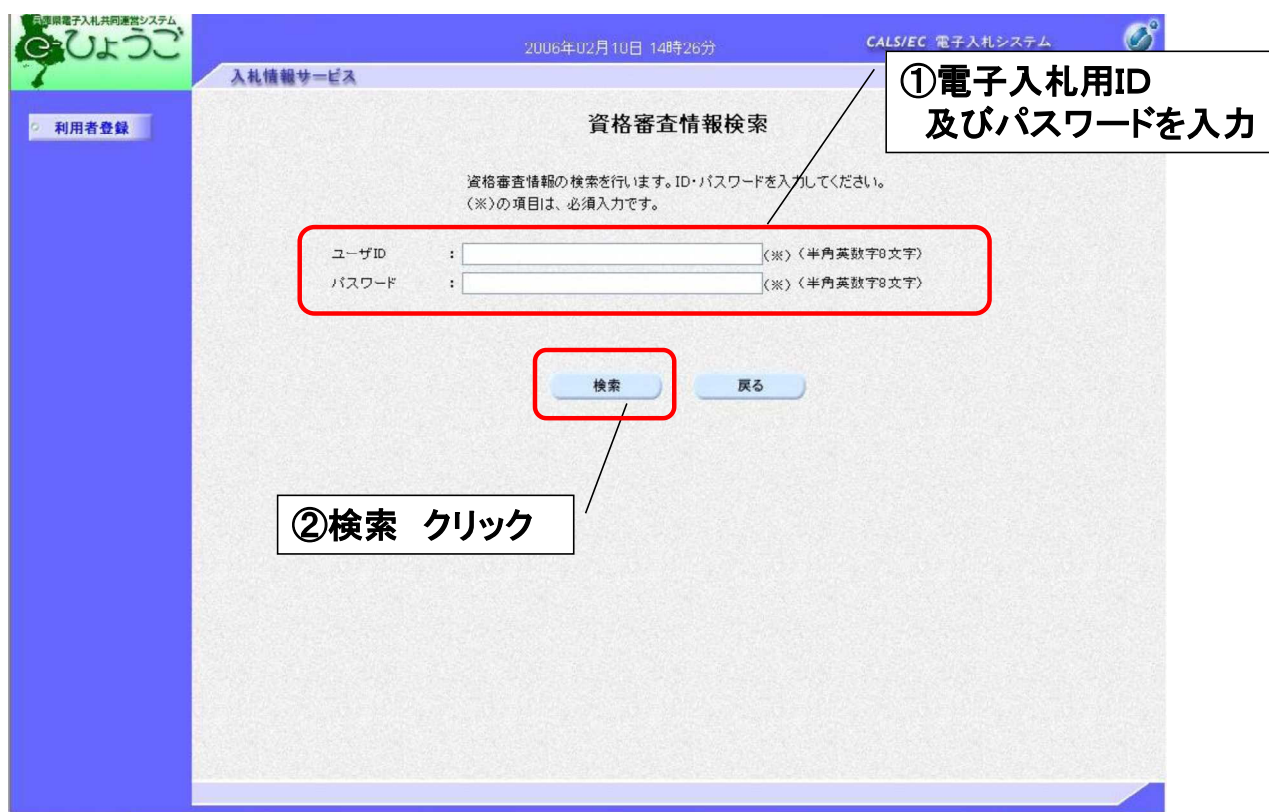 兵庫県電子入札共同運営システム
ひょうご
2006年02月10日 14時26分
CALS/EC 電子入札システム
入札情報サービス
①電子入札用ID
及びパスワードを入力
利用者登録
資格審査情報検索
資格審査情報の検索を行います。ID・パスワードを入力してください。
(※)の項目は、必須入力です。
ユーザID : (※)(半角英数字8文字)
パスワード : (※)(半角英数字8文字)
検索 戻る
②検索 クリック